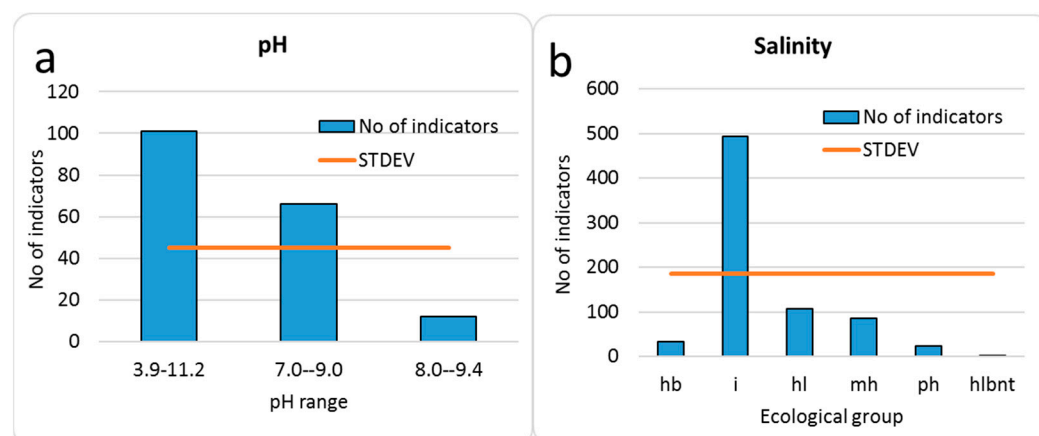 a
pH
No of indicators
120
100
80
60
40
20
0
No of indicators
STDEV
3.9-11.2 7.0--9.0 8.0--9.4
pH range
b
Salinity
No of indicators
600
500
400
300
200
100
0
No of indicators
STDEV
hb i hl mh ph hlbnt
Ecological group